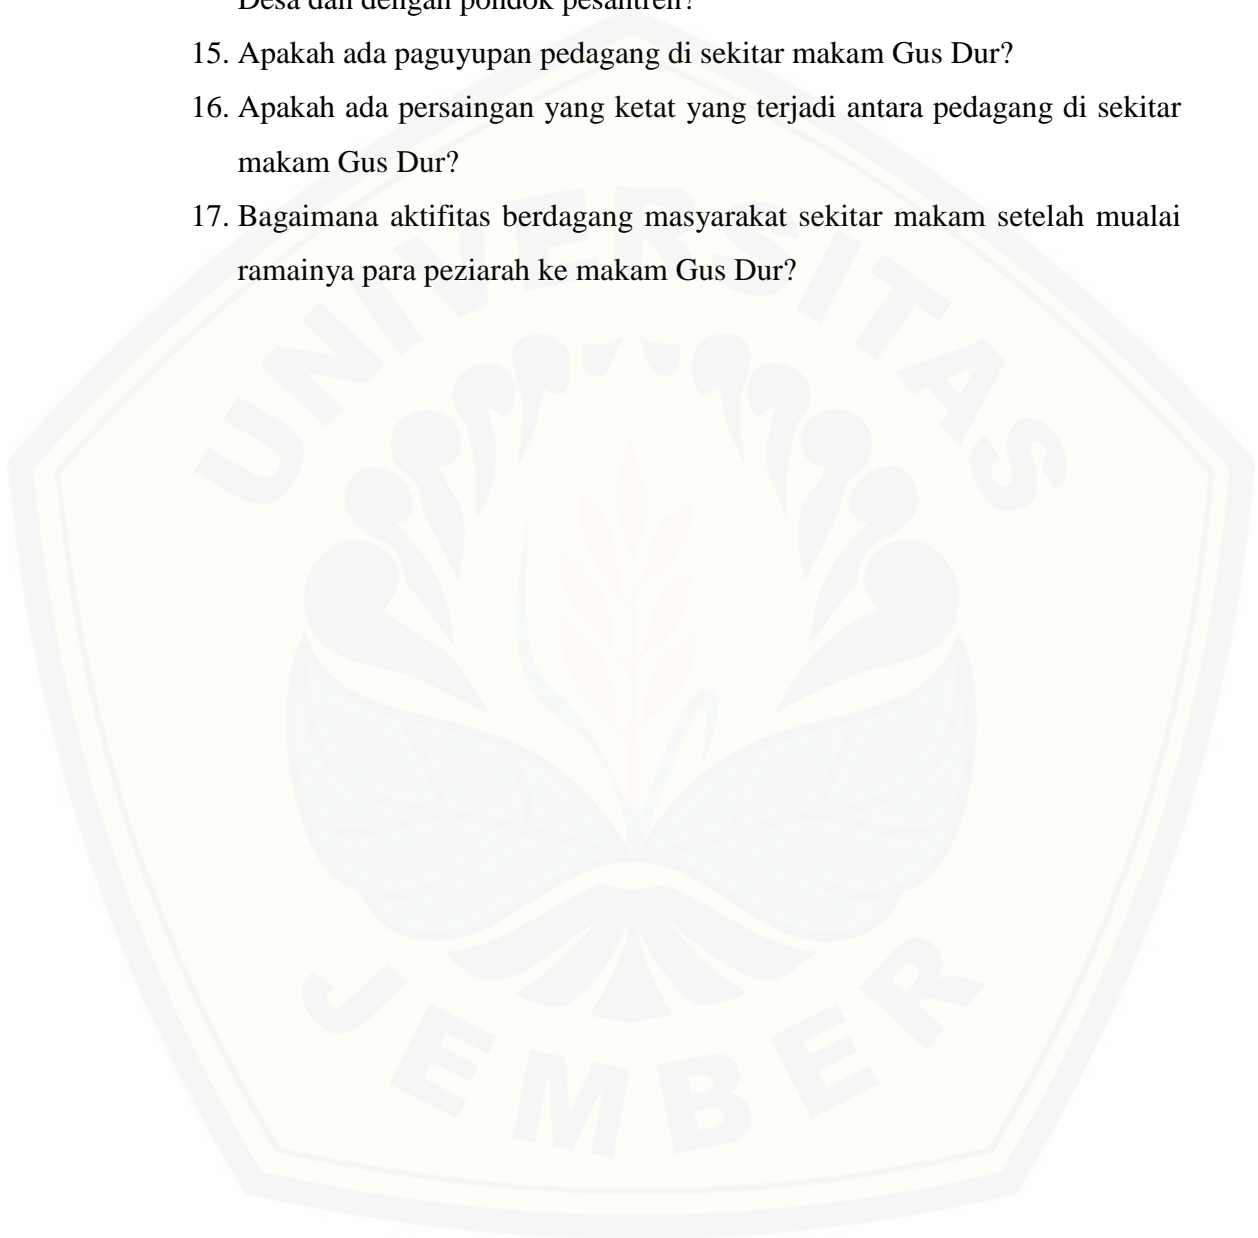 Desa dan dengan pondok pesantren?
15. Apakah ada paguyupan pedagang di sekitar makam Gus Dur?
16. Apakah ada persaingan yang ketat yang terjadi antara pedagang di sekitar
makam Gus Dur?
17. Bagaimana aktifitas berdagang masyarakat sekitar makam setelah mualai
ramainya para peziarah ke makam Gus Dur?
UNIVERSITAS
JEMBER